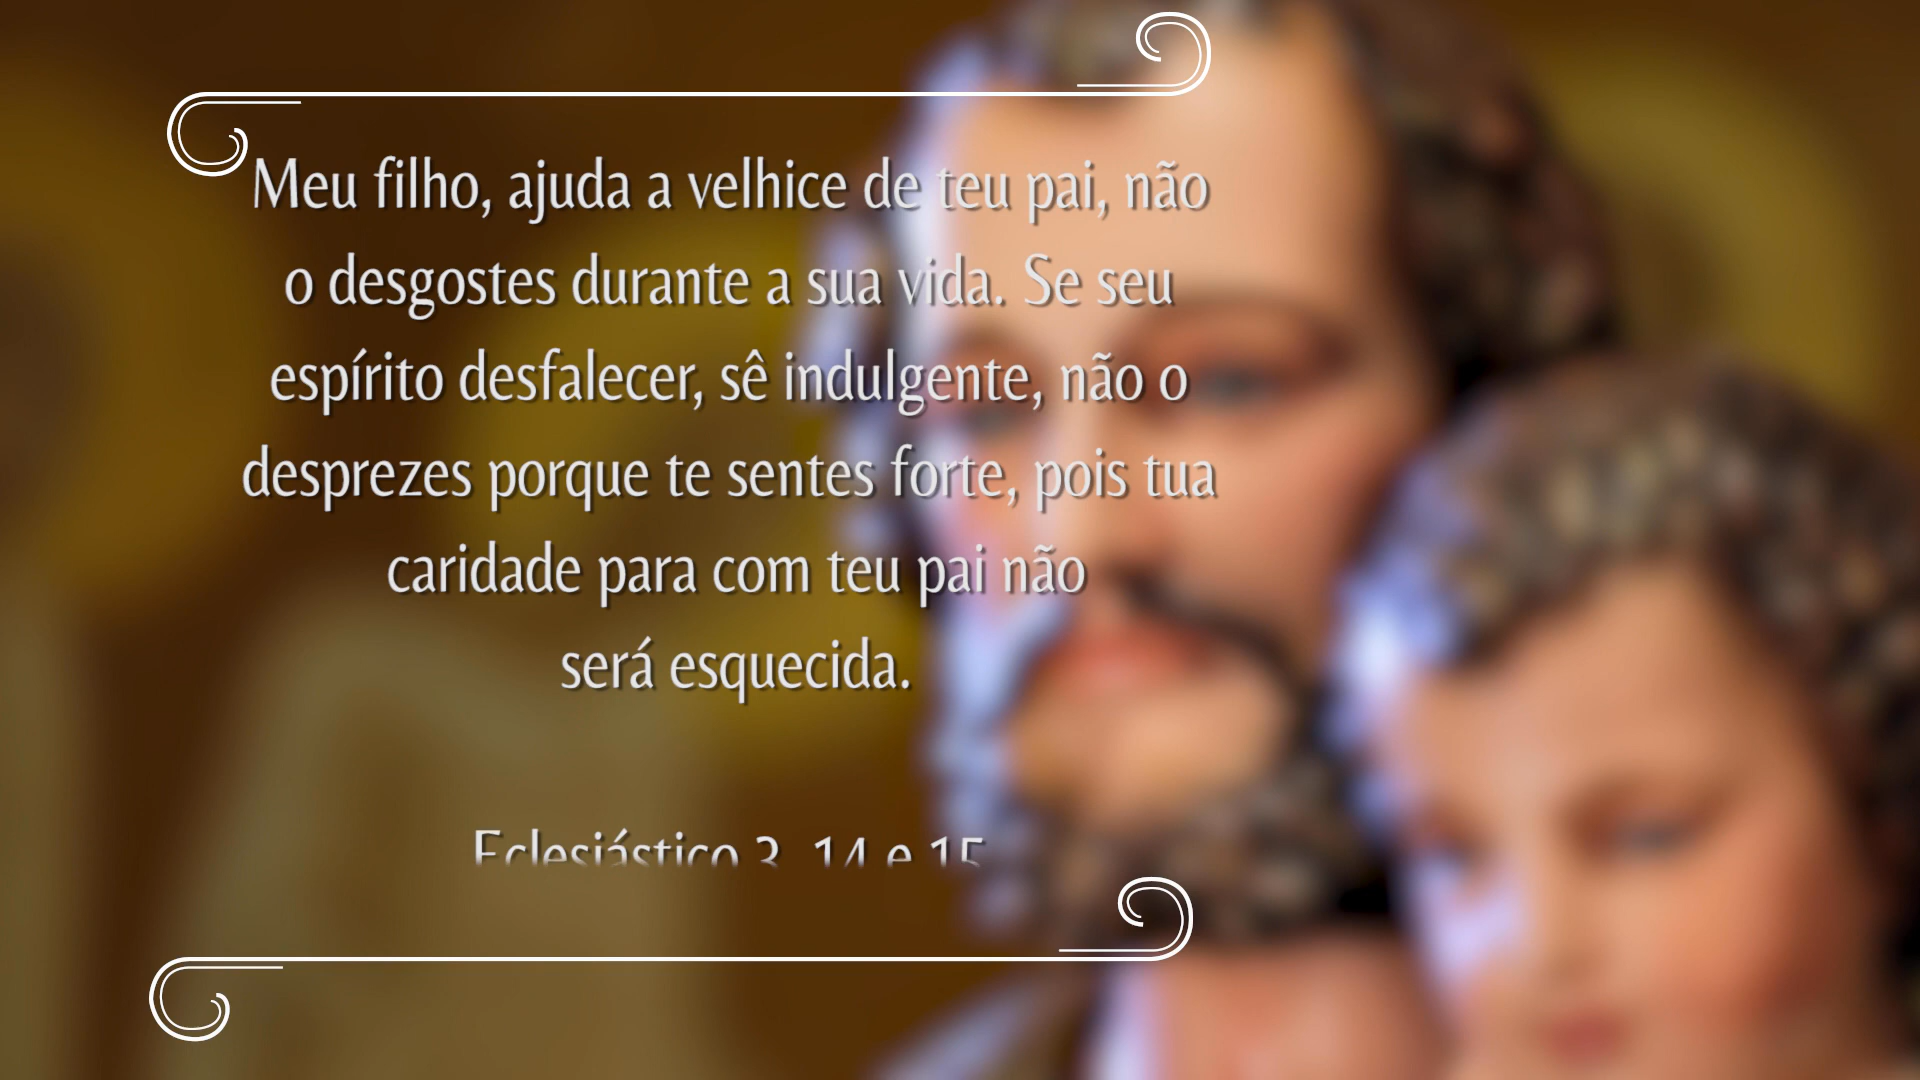 Meu filho, ajuda a velhice de teu pai, não
o desgostes durante a sua vida. Se seu
espírito desfalecer, sê indulgente, não o
desprezes porque te sentes forte, pois tua
caridade para com teu pai não
será esquecida.
Eclesiástico 3, 14 e 15